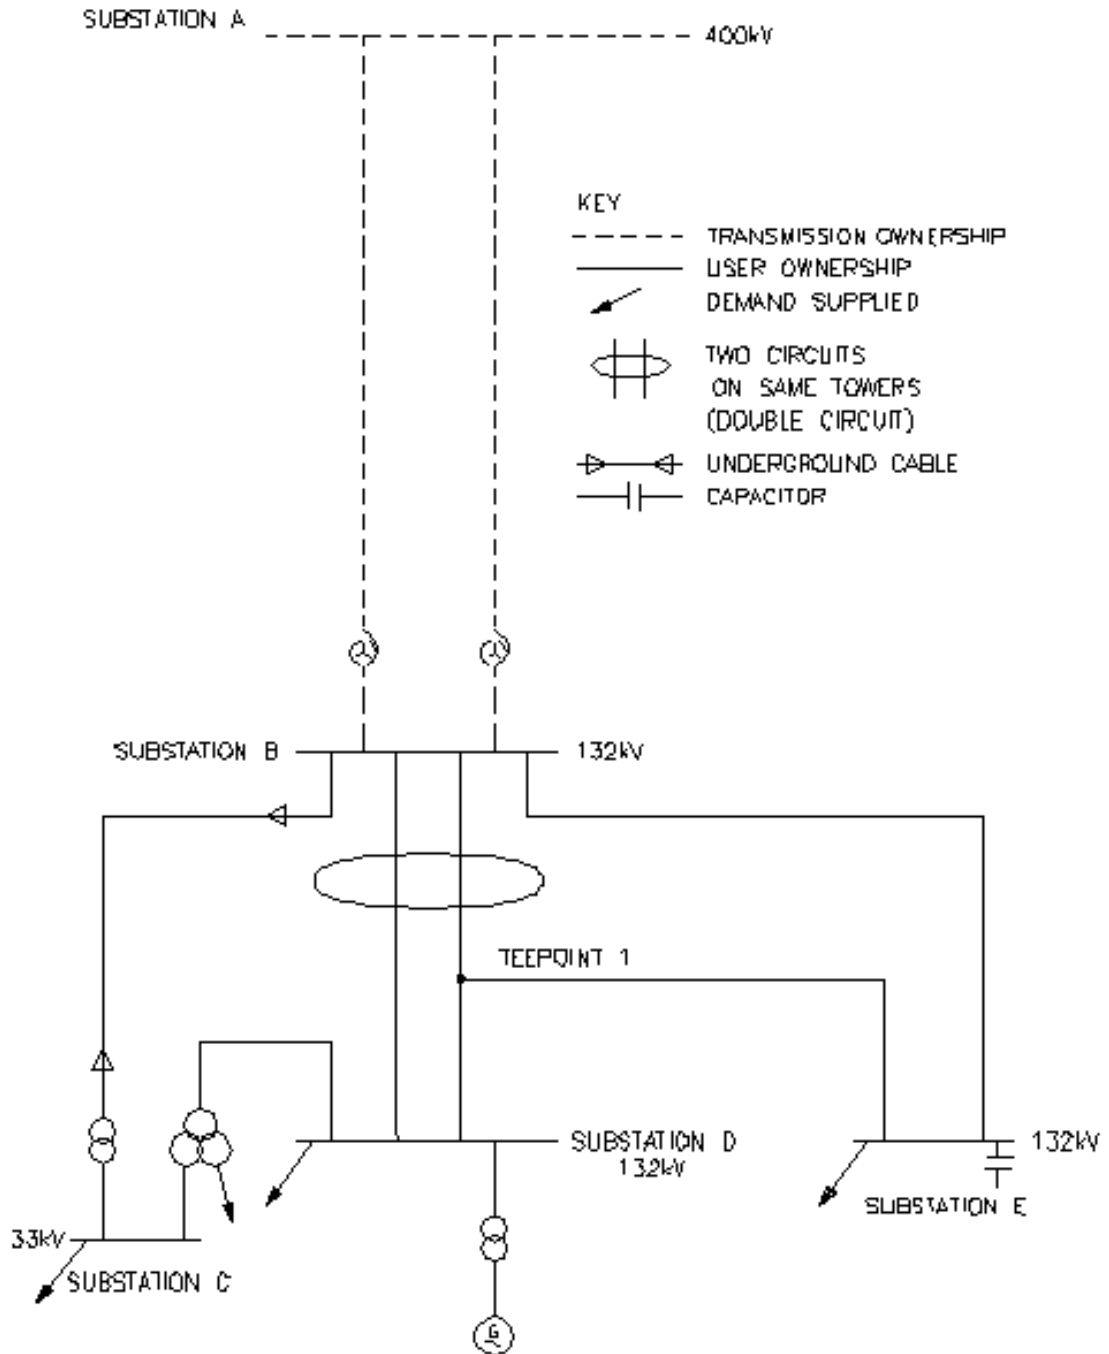 SUBSTATION A
400kV
KEY
TRANSMISSION OWNERSHIP
USER OWNERSHIP
DEMAND SUPPLIED
TWO CIRCUITS
ON SAME TOWERS
(DOUBLE CIRCUIT)
UNDERGROUND CABLE
CAPACITOR
SUBSTATION B
132kV
TEEPOINT 1
SUBSTATION D
132kV
132kV
SUBSTATION E
33kV
SUBSTATION C
G